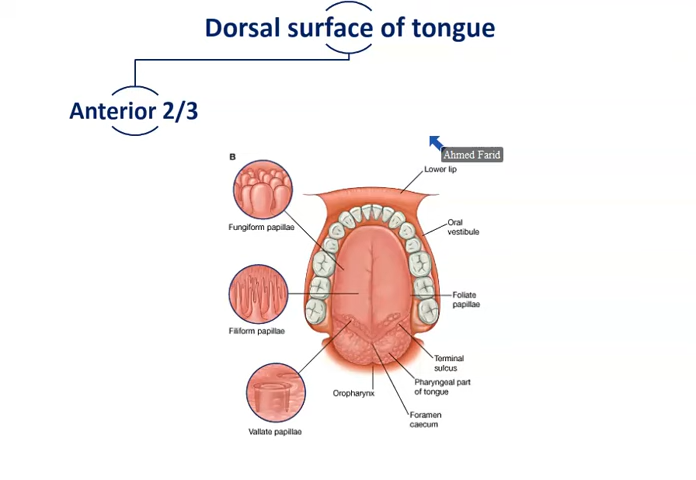 Dorsal surface of tongue
Anterior 2/3
B
Ahmed Farid
Lower lip
Fungiform papillae
Oral
vestibule
Filiform papillae
Foliate
papillae
Terminal
sulcus
Pharyngeal part
of tongue
Oropharynx
Foramen
caecum
Vallate papillae